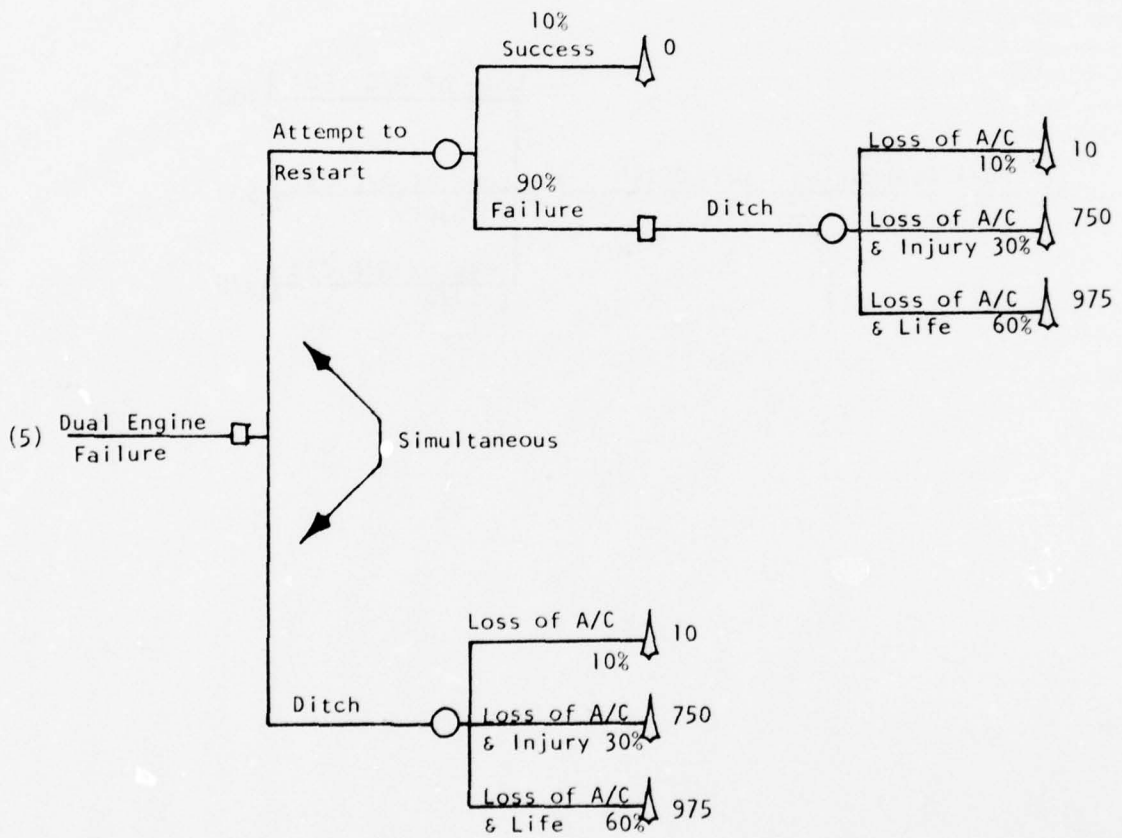 10%
Success
0
Attempt to
Restart
90%
Failure
Ditch
Loss of A/C
10%
10
Loss of A/C
& Injury 30%
750
Loss of A/C
& Life 60%
975
(5) Dual Engine
Failure
Simultaneous
Ditch
Loss of A/C
10%
10
Loss of A/C
& Injury 30%
750
Loss of A/C
& Life 60%
975